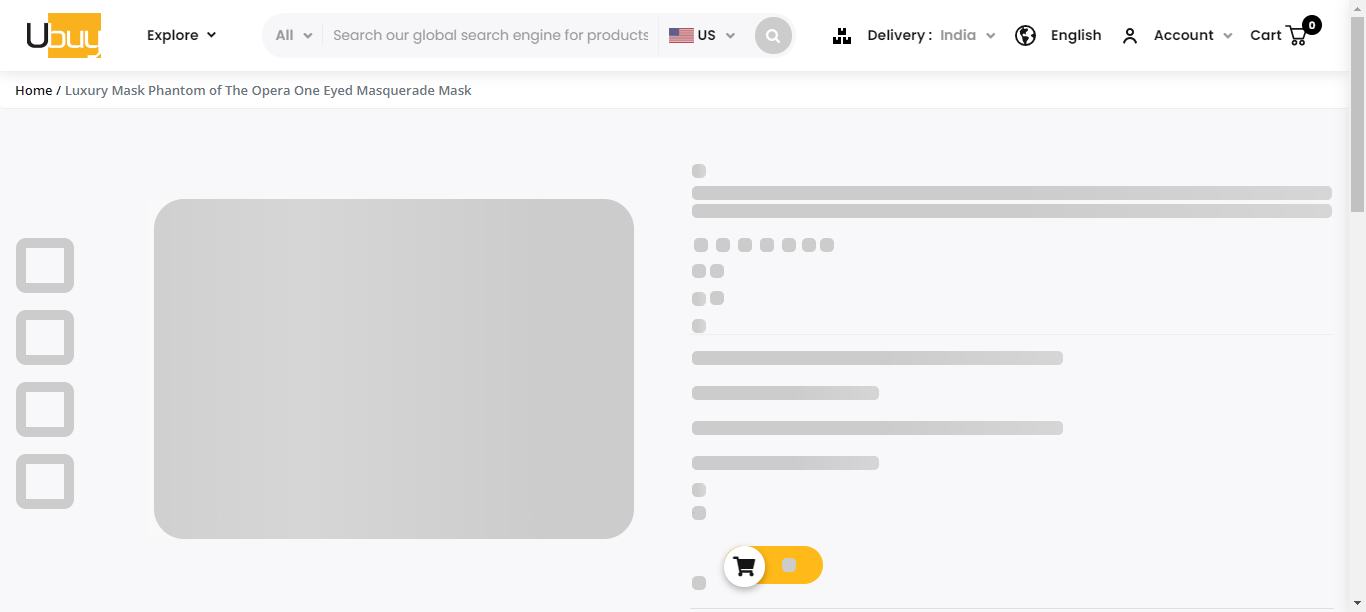 Ubuy
Explore
All
Search our global search engine for products
US
Delivery :
India
English
Account
Cart
0
Home / Luxury Mask Phantom of The Opera One Eyed Masquerade Mask